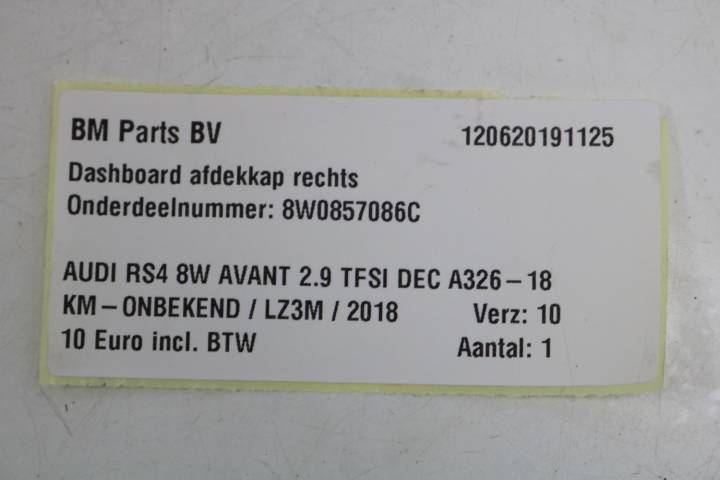 BM Parts BV 120620191125
Dashboard afdekkap rechts
Onderdeelnummer: 8W0857086C
AUDI RS4 8W AVANT 2.9 TFSI DEC A326 – 18
KM – ONBEKEND / LZ3M / 2018 Verz: 10
10 Euro incl. BTW Aantal: 1